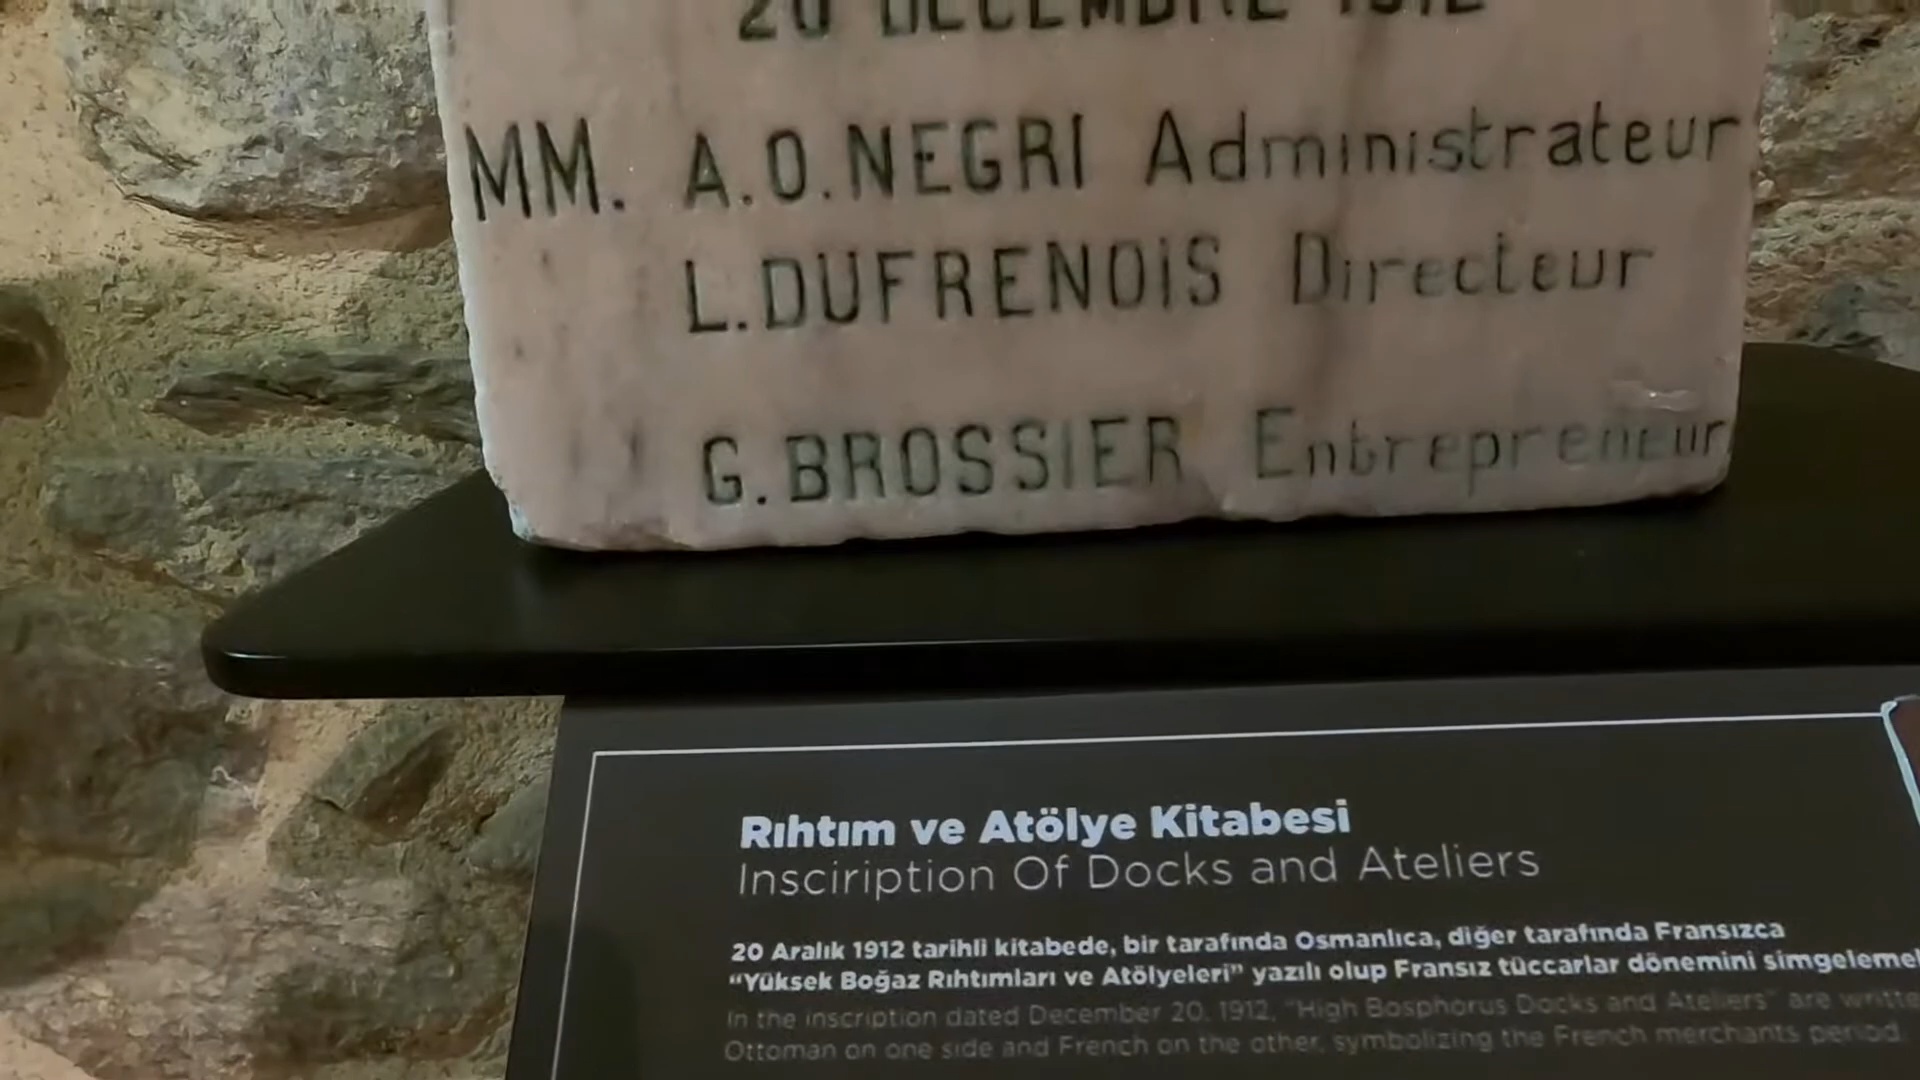 20 DECEMBRE 1912
MM. A.O.NEGRI Administrateur
L.DUFRENOIS Directeur
G.BROSSIER Entrepreneur
Rıhtım ve Atölye Kitabesi
Insciription Of Docks and Ateliers
20 Aralık 1912 tarihli kitabede, bir tarafında Osmanlıca, diğer tarafında Fransızca
“Yüksek Boğaz Rıhtımları ve Atölyeleri” yazılı olup Fransız tüccarlar dönemini
In the inscription dated December 20, 1912, “High Bosphorus Docks and Ateliers” are
Ottoman on one side and French on the other, symbolizing the French merchants period.